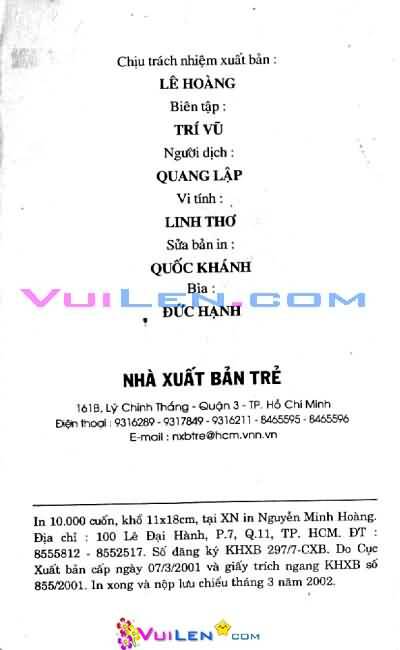 Chịu trách nhiệm xuất bản :
LÊ HOÀNG
Biên tập :
TRÍ VŨ
Người dịch :
QUANG LẬP
Vi tính :
LINH THƠ
Sửa bản in :
QUỐC KHÁNH
Bìa :
VuiLen.com
ĐỨC HẠNH
NHÀ XUẤT BẢN TRẺ
161B, Lý Chính Thắng - Quận 3 - TP. Hồ Chí Minh
Điện thoại : 9316289 - 9317849 - 9316211 - 8465595 - 8465596
E-mail : nxbtre@hcm.vnn.vn
In 10.000 cuốn, khổ 11x18cm, tại XN in Nguyễn Minh Hoàng.
Địa chỉ : 100 Lê Đại Hành, P.7, Q.11, TP. HCM. ĐT :
8555812 - 8552517. Số đăng ký KHXB 297/7-CXB. Do Cục
Xuất bản cấp ngày 07/3/2001 và giấy trích ngang KHXB số
855/2001. In xong và nộp lưu chiểu tháng 3 năm 2002.
VuiLen.com